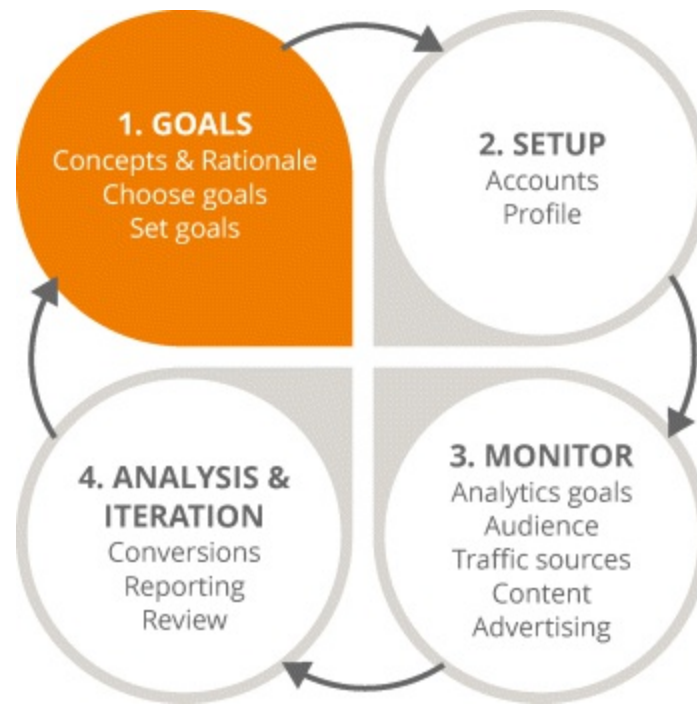 1. GOALS
Concepts & Rationale
Choose goals
Set goals
2. SETUP
Accounts
Profile
3. MONITOR
Analytics goals
Audience
Traffic sources
Content
Advertising
4. ANALYSIS &
ITERATION
Conversions
Reporting
Review